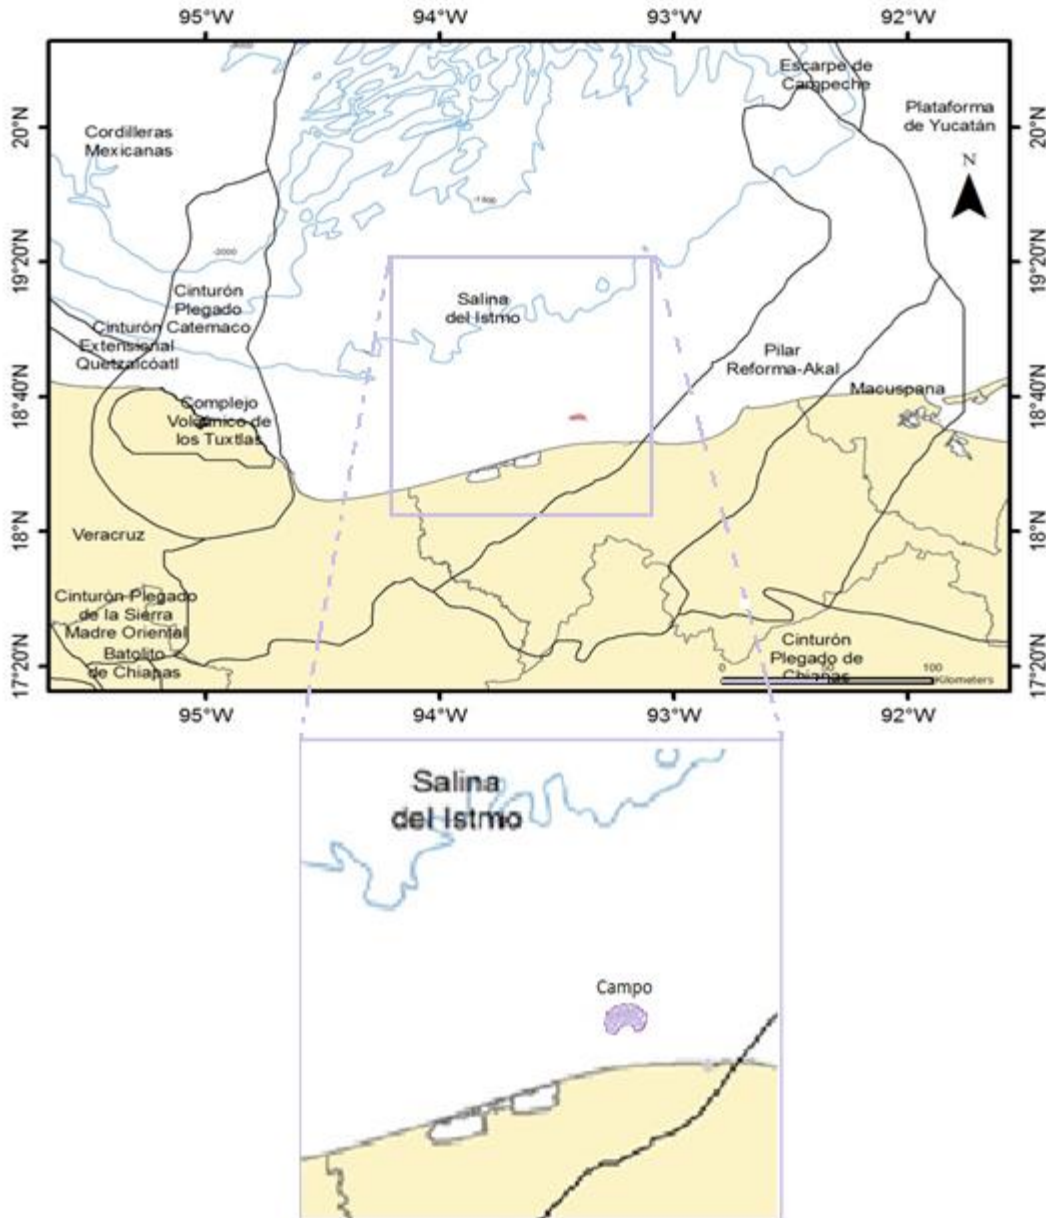 95°W 94°W 93°W 92°W
Escarpe de
Campeche
Plataforma
de Yucatán
N
Cordilleras
Mexicanas
20°N
20°N
-2000
19°20'N
19°20'N
Cinturón
Plegado
Catemaco
Salina
del Istmo
Cinturón
Extensional
Quetzalcóatl
Pilar
Reforma-Akal
Macuspana
18°40'N
18°40'N
Complejo
Volcánico de
los Tuxtlas
18°N
18°N
Veracruz
Cinturón Plegado
de la Sierra
Madre Oriental
Batolito
de Chiapas
Cinturón
Plegado de
Chiapas
17°20'N
17°20'N
0 100
Kilometers
95°W 94°W 93°W 92°W
Salina
del Istmo
Campo